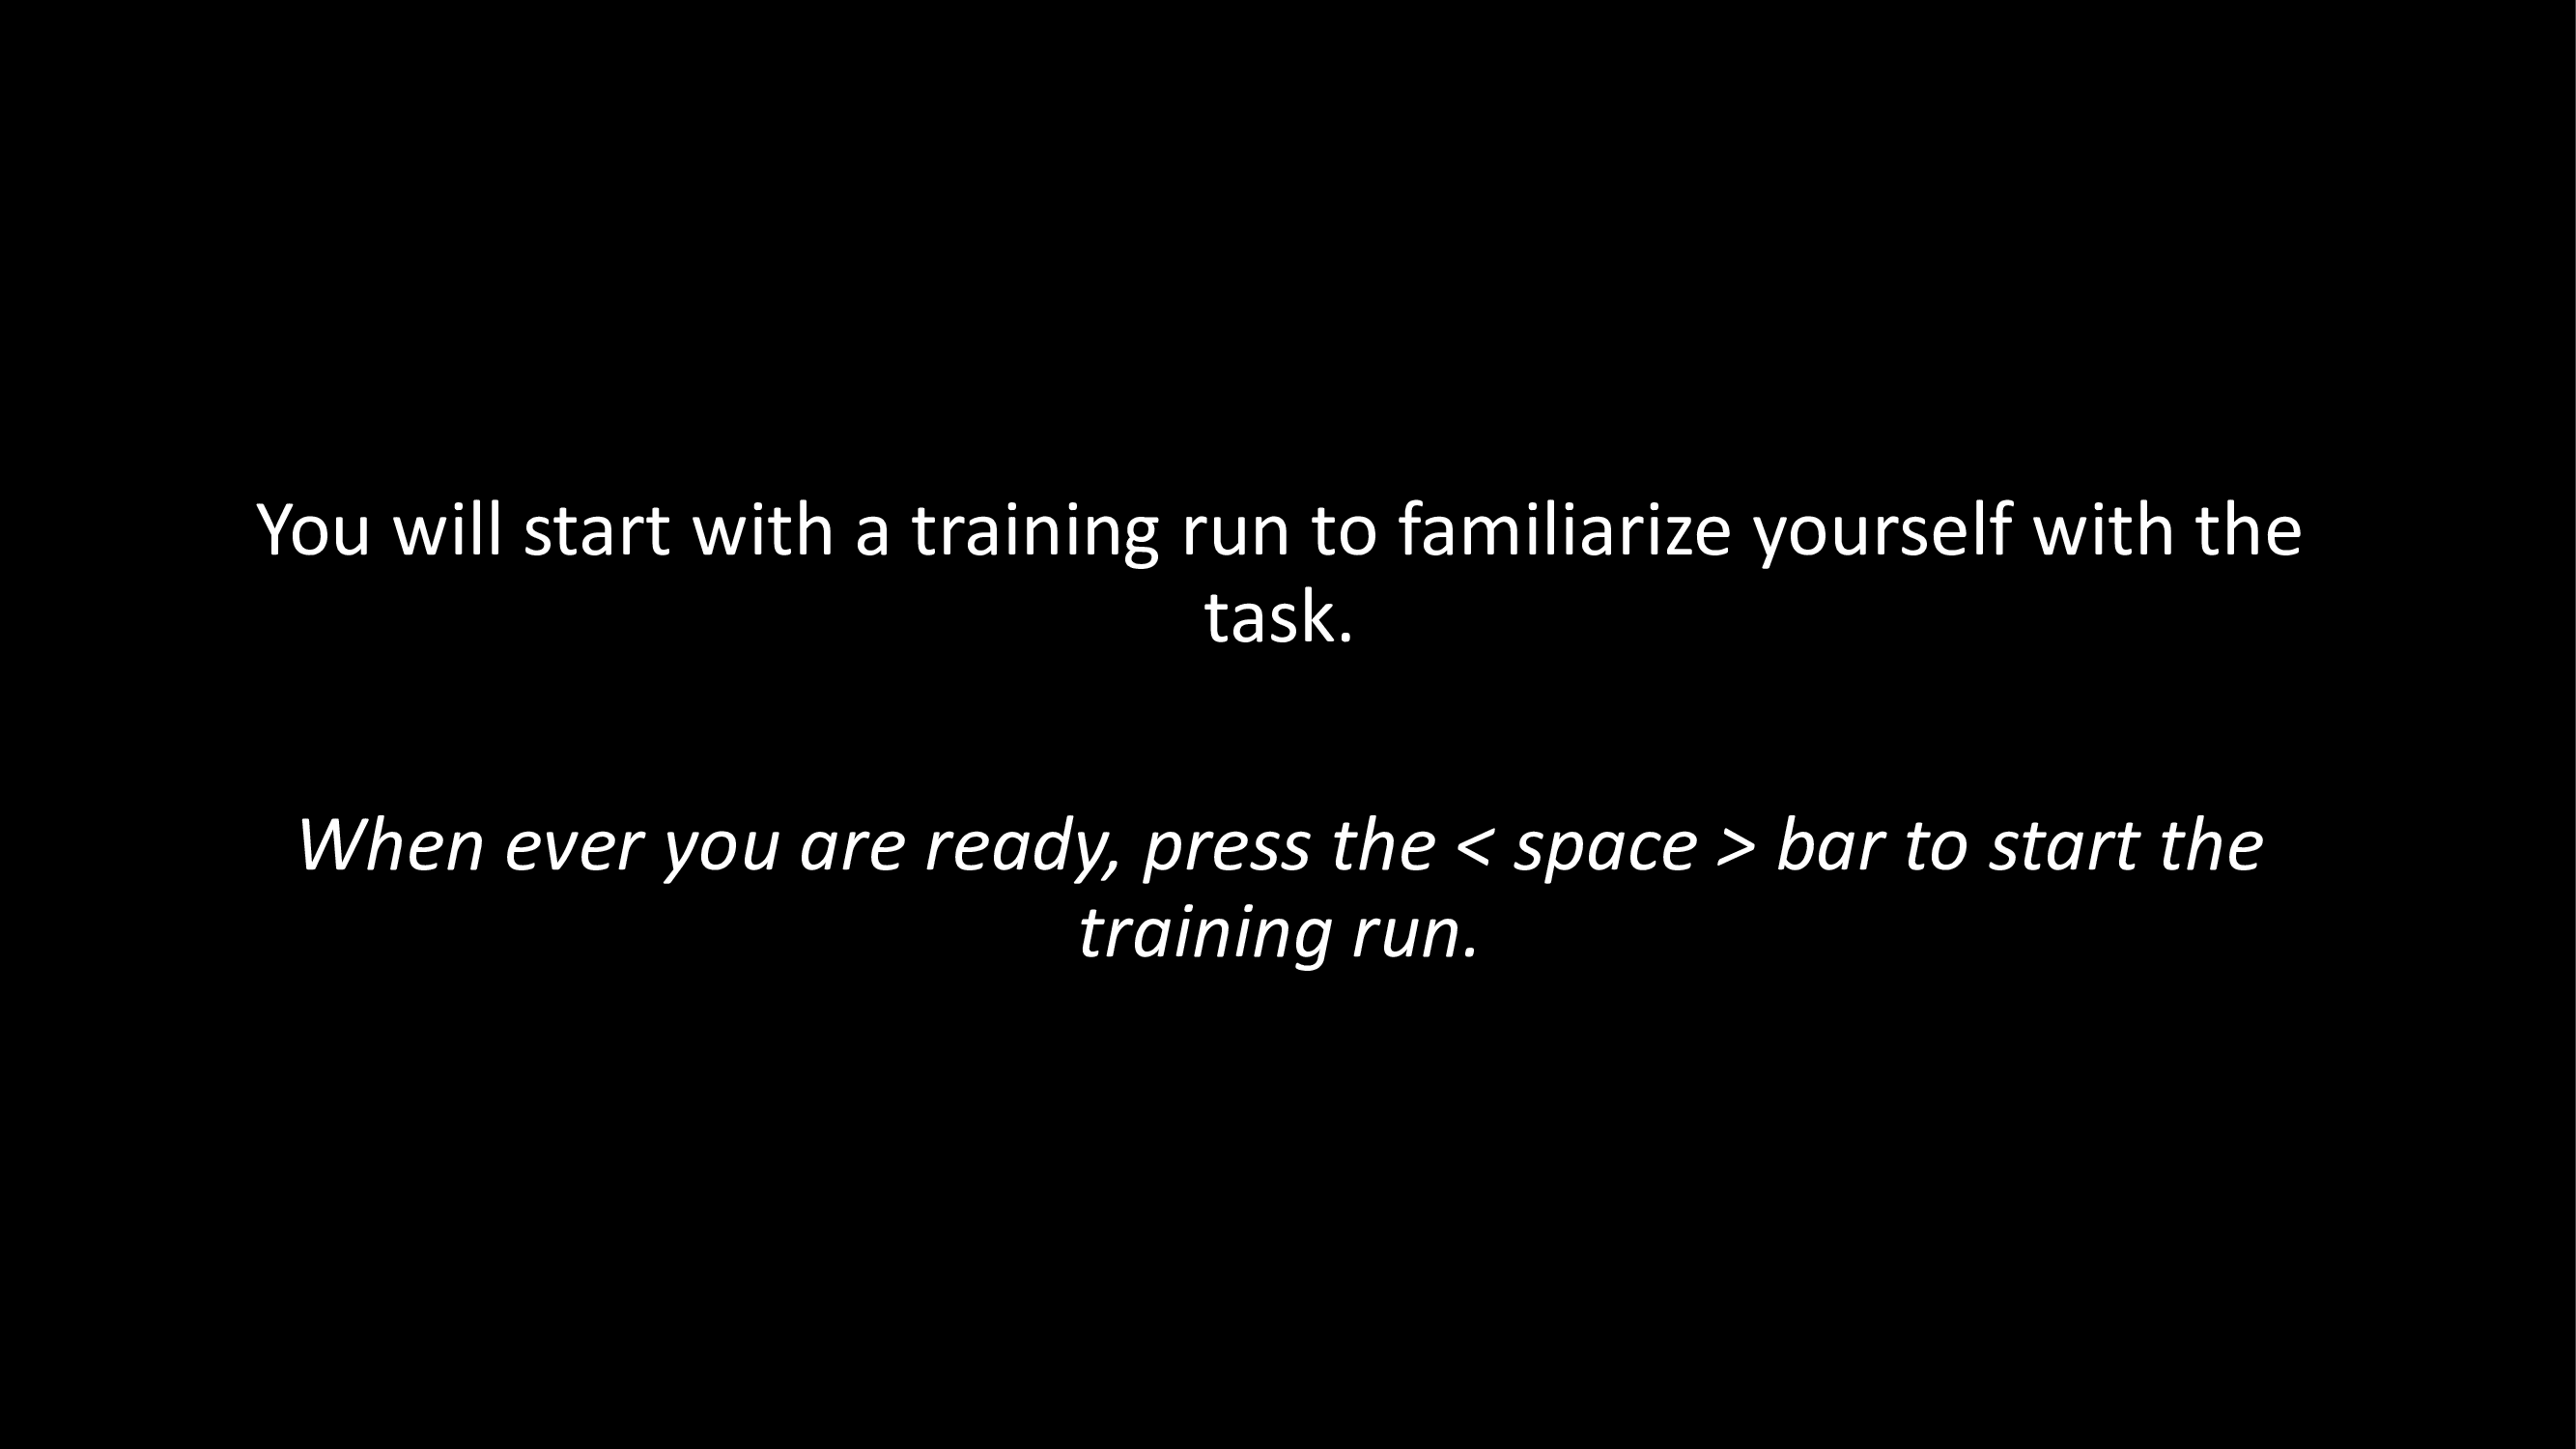 You will start with a training run to familiarize yourself with the
task.
When ever you are ready, press the < space > bar to start the
training run.